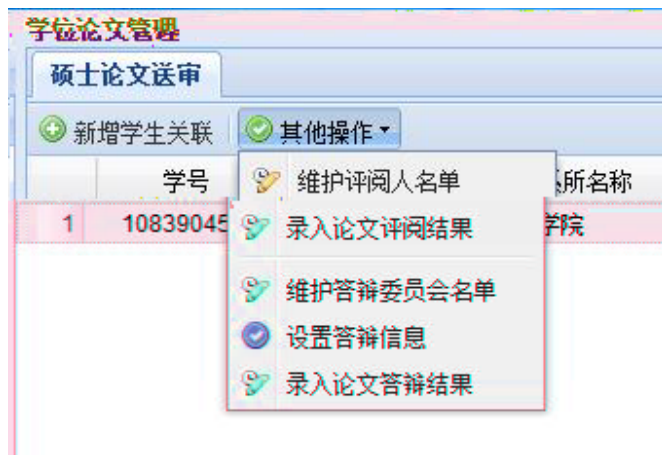 学位论文管理
硕士论文送审
新增学生关联 其他操作
学号 所名称
维护评阅人名单
1 10839045 学院
录入论文评阅结果
维护答辩委员会名单
设置答辩信息
录入论文答辩结果